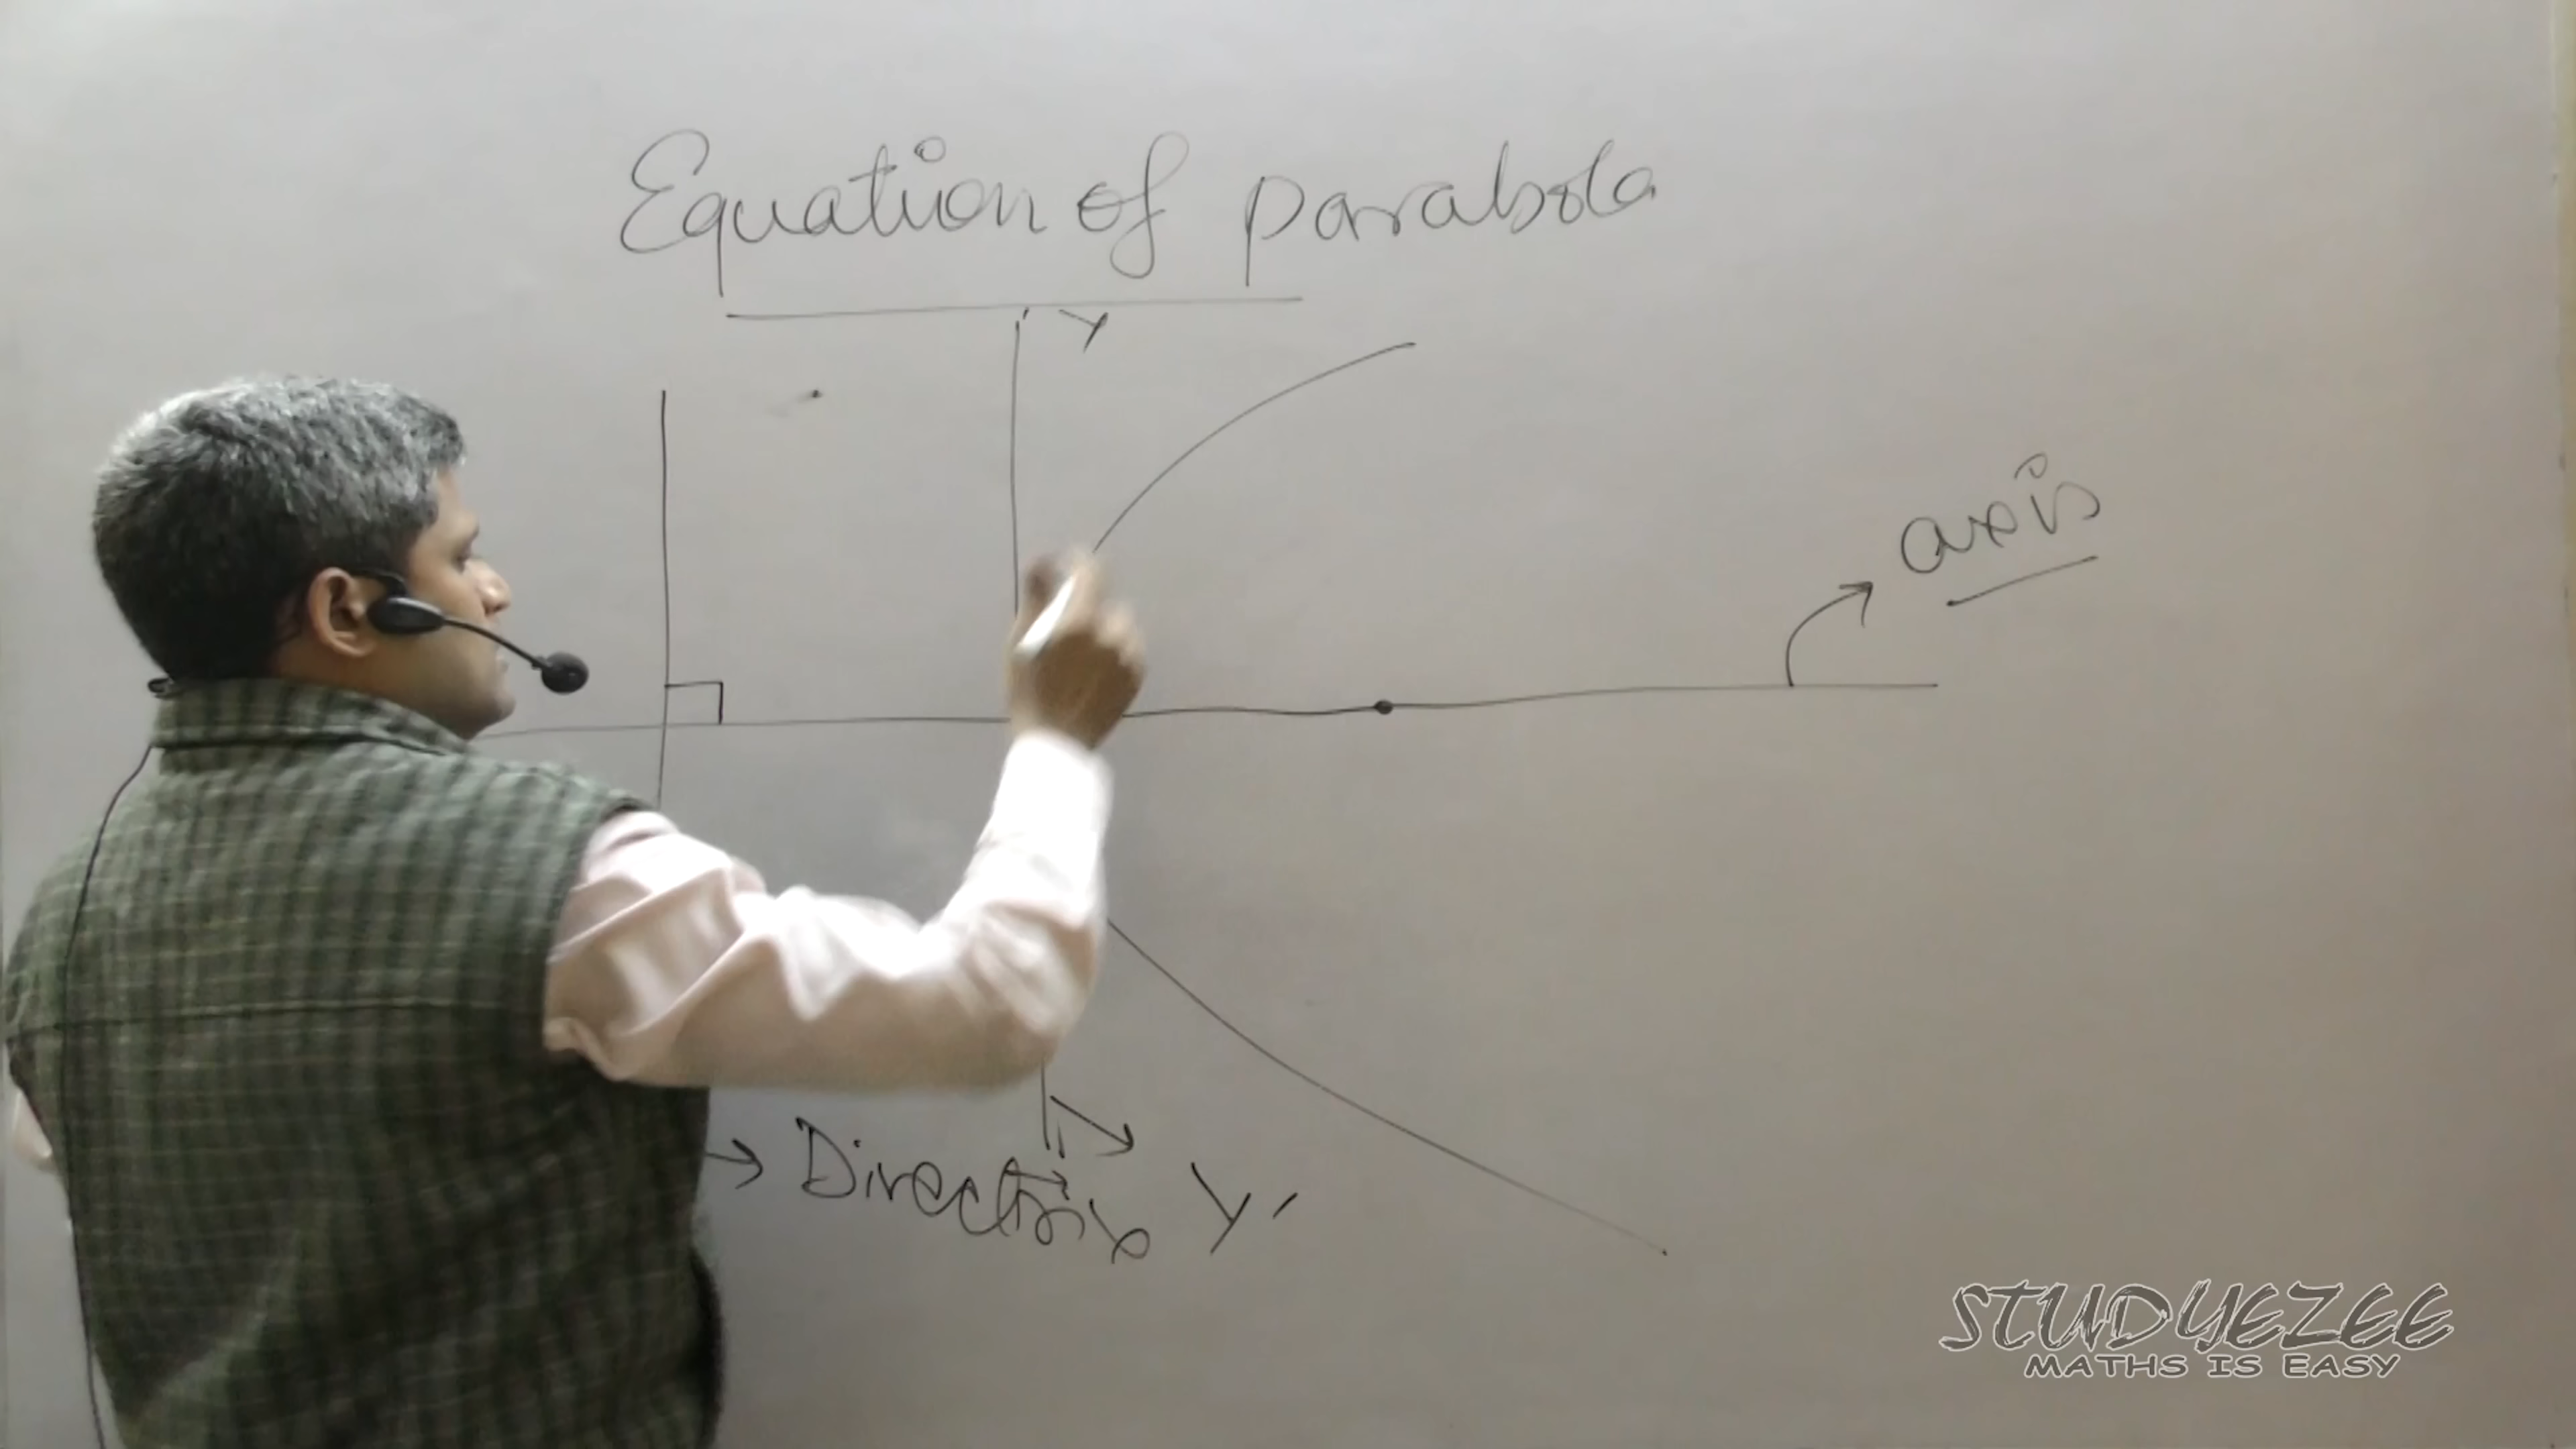 Equation of parabola
Y
axis
Directrix
Y'
STUDYEZEE
MATHS IS EASY